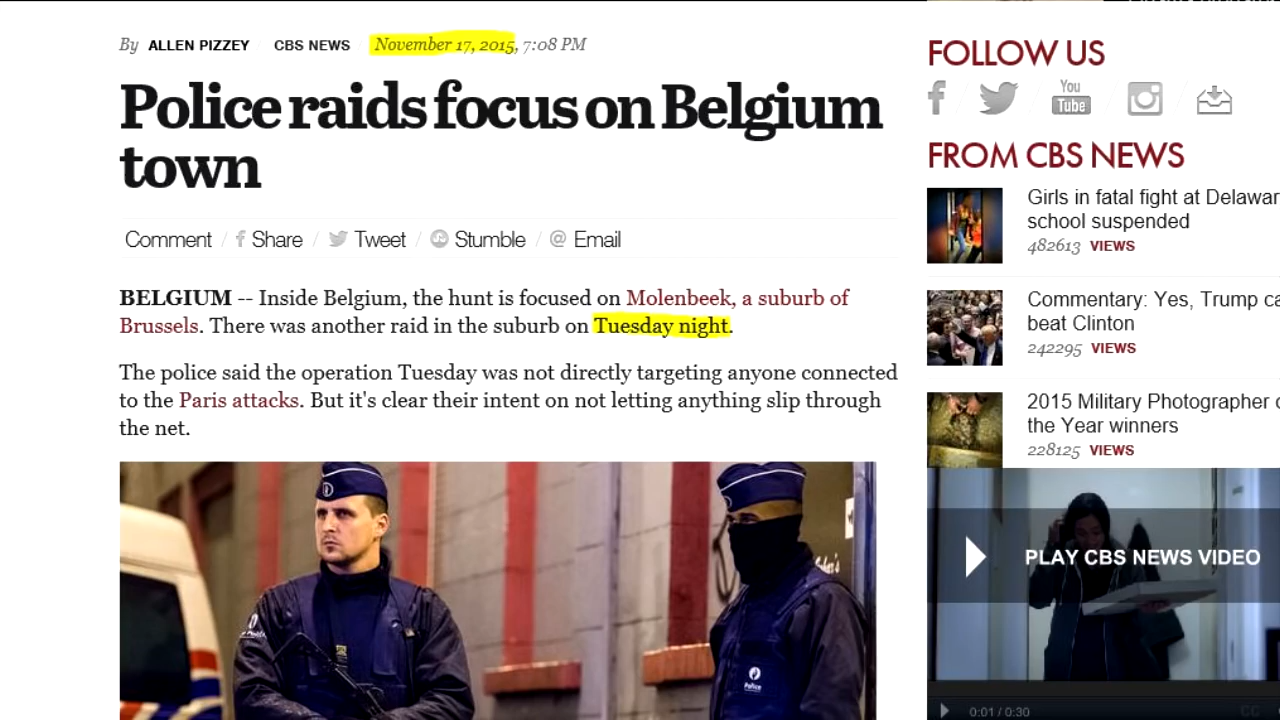 By ALLEN PIZZEY / CBS NEWS / November 17, 2015, 7:08 PM
Police raids focus on Belgium
town
Comment / Share / Tweet / Stumble / @ Email
BELGIUM -- Inside Belgium, the hunt is focused on Molenbeek, a suburb of
Brussels. There was another raid in the suburb on Tuesday night.
The police said the operation Tuesday was not directly targeting anyone connected
to the Paris attacks. But it's clear their intent on not letting anything slip through
the net.
Police
FOLLOW US
You
Tube
FROM CBS NEWS
Girls in fatal fight at Delawar
school suspended
482613 VIEWS
Commentary: Yes, Trump ca
beat Clinton
242295 VIEWS
2015 Military Photographer o
the Year winners
228125 VIEWS
PLAY CBS NEWS VIDEO
0:01 / 0:30
CC